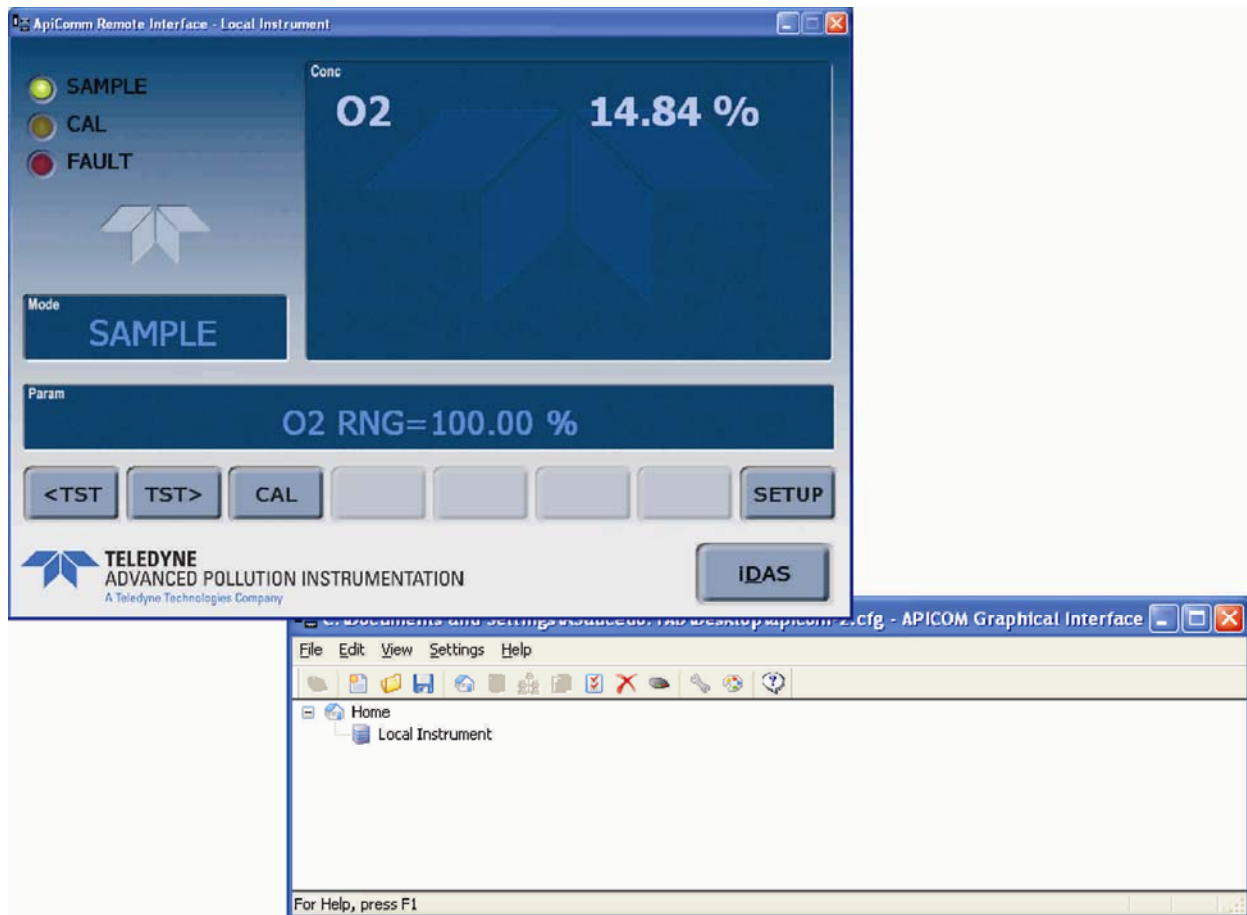 ApiComm Remote Interface - Local Instrument
SAMPLE
CAL
FAULT
Conc
O2 14.84 %
Mode
SAMPLE
Param
O2 RNG=100.00 %
<TST TST> CAL SETUP
TELEDYNE
ADVANCED POLLUTION INSTRUMENTATION
A Teledyne Technologies Company
iDAS
.cfg - APICOM Graphical Interface
File Edit View Settings Help
Home
Local Instrument
For Help, press F1